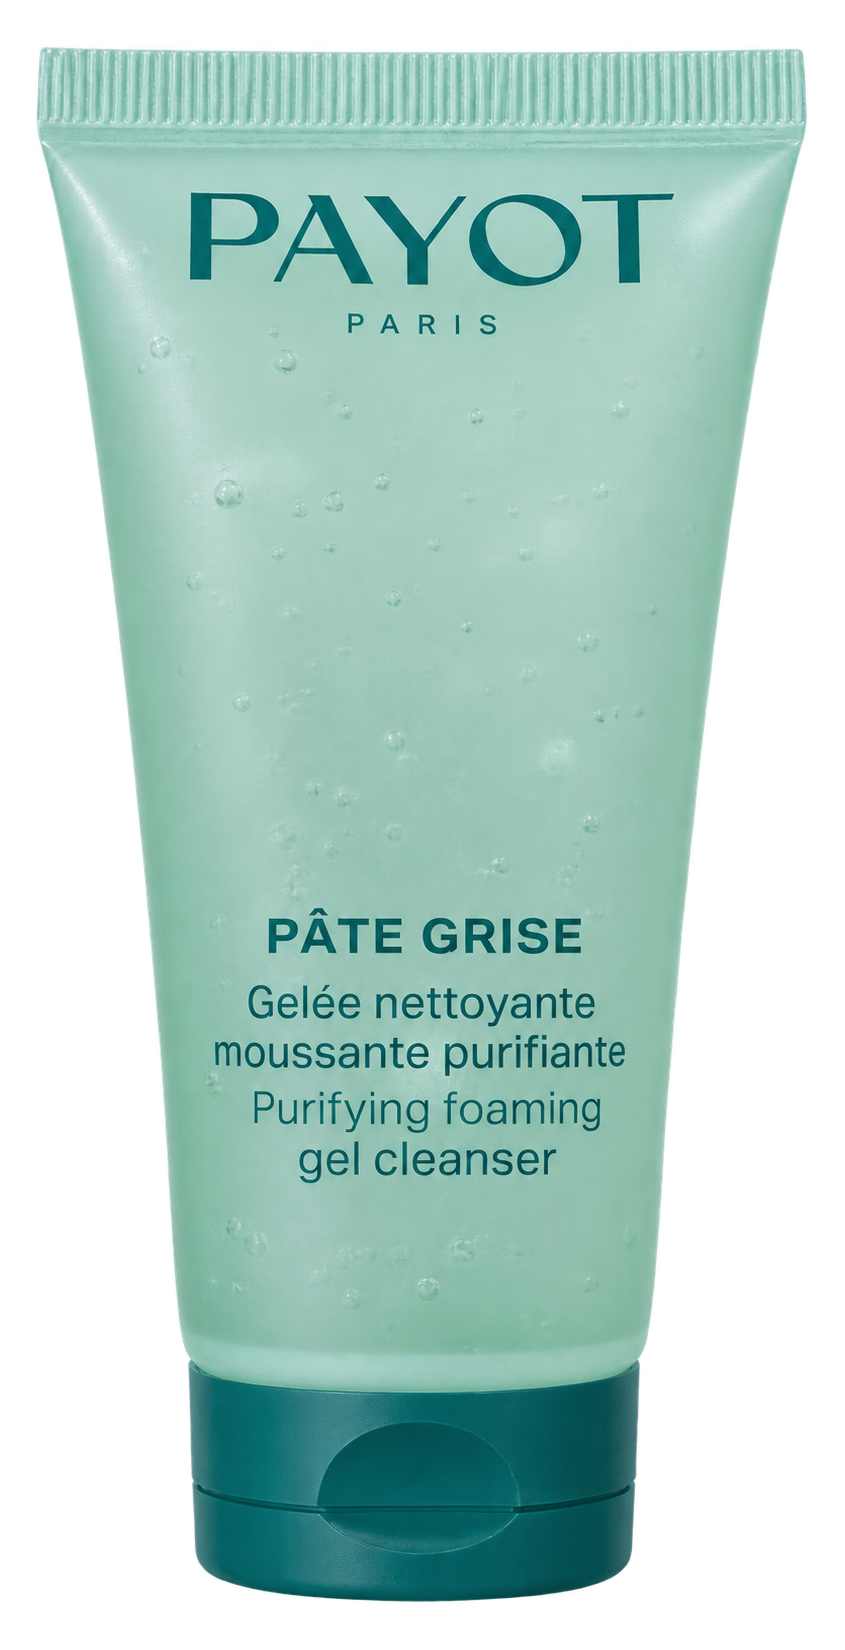 PAYOT
PARIS
PÂTE GRISE
Gelée nettoyante
moussante purifiante
Purifying foaming
gel cleanser